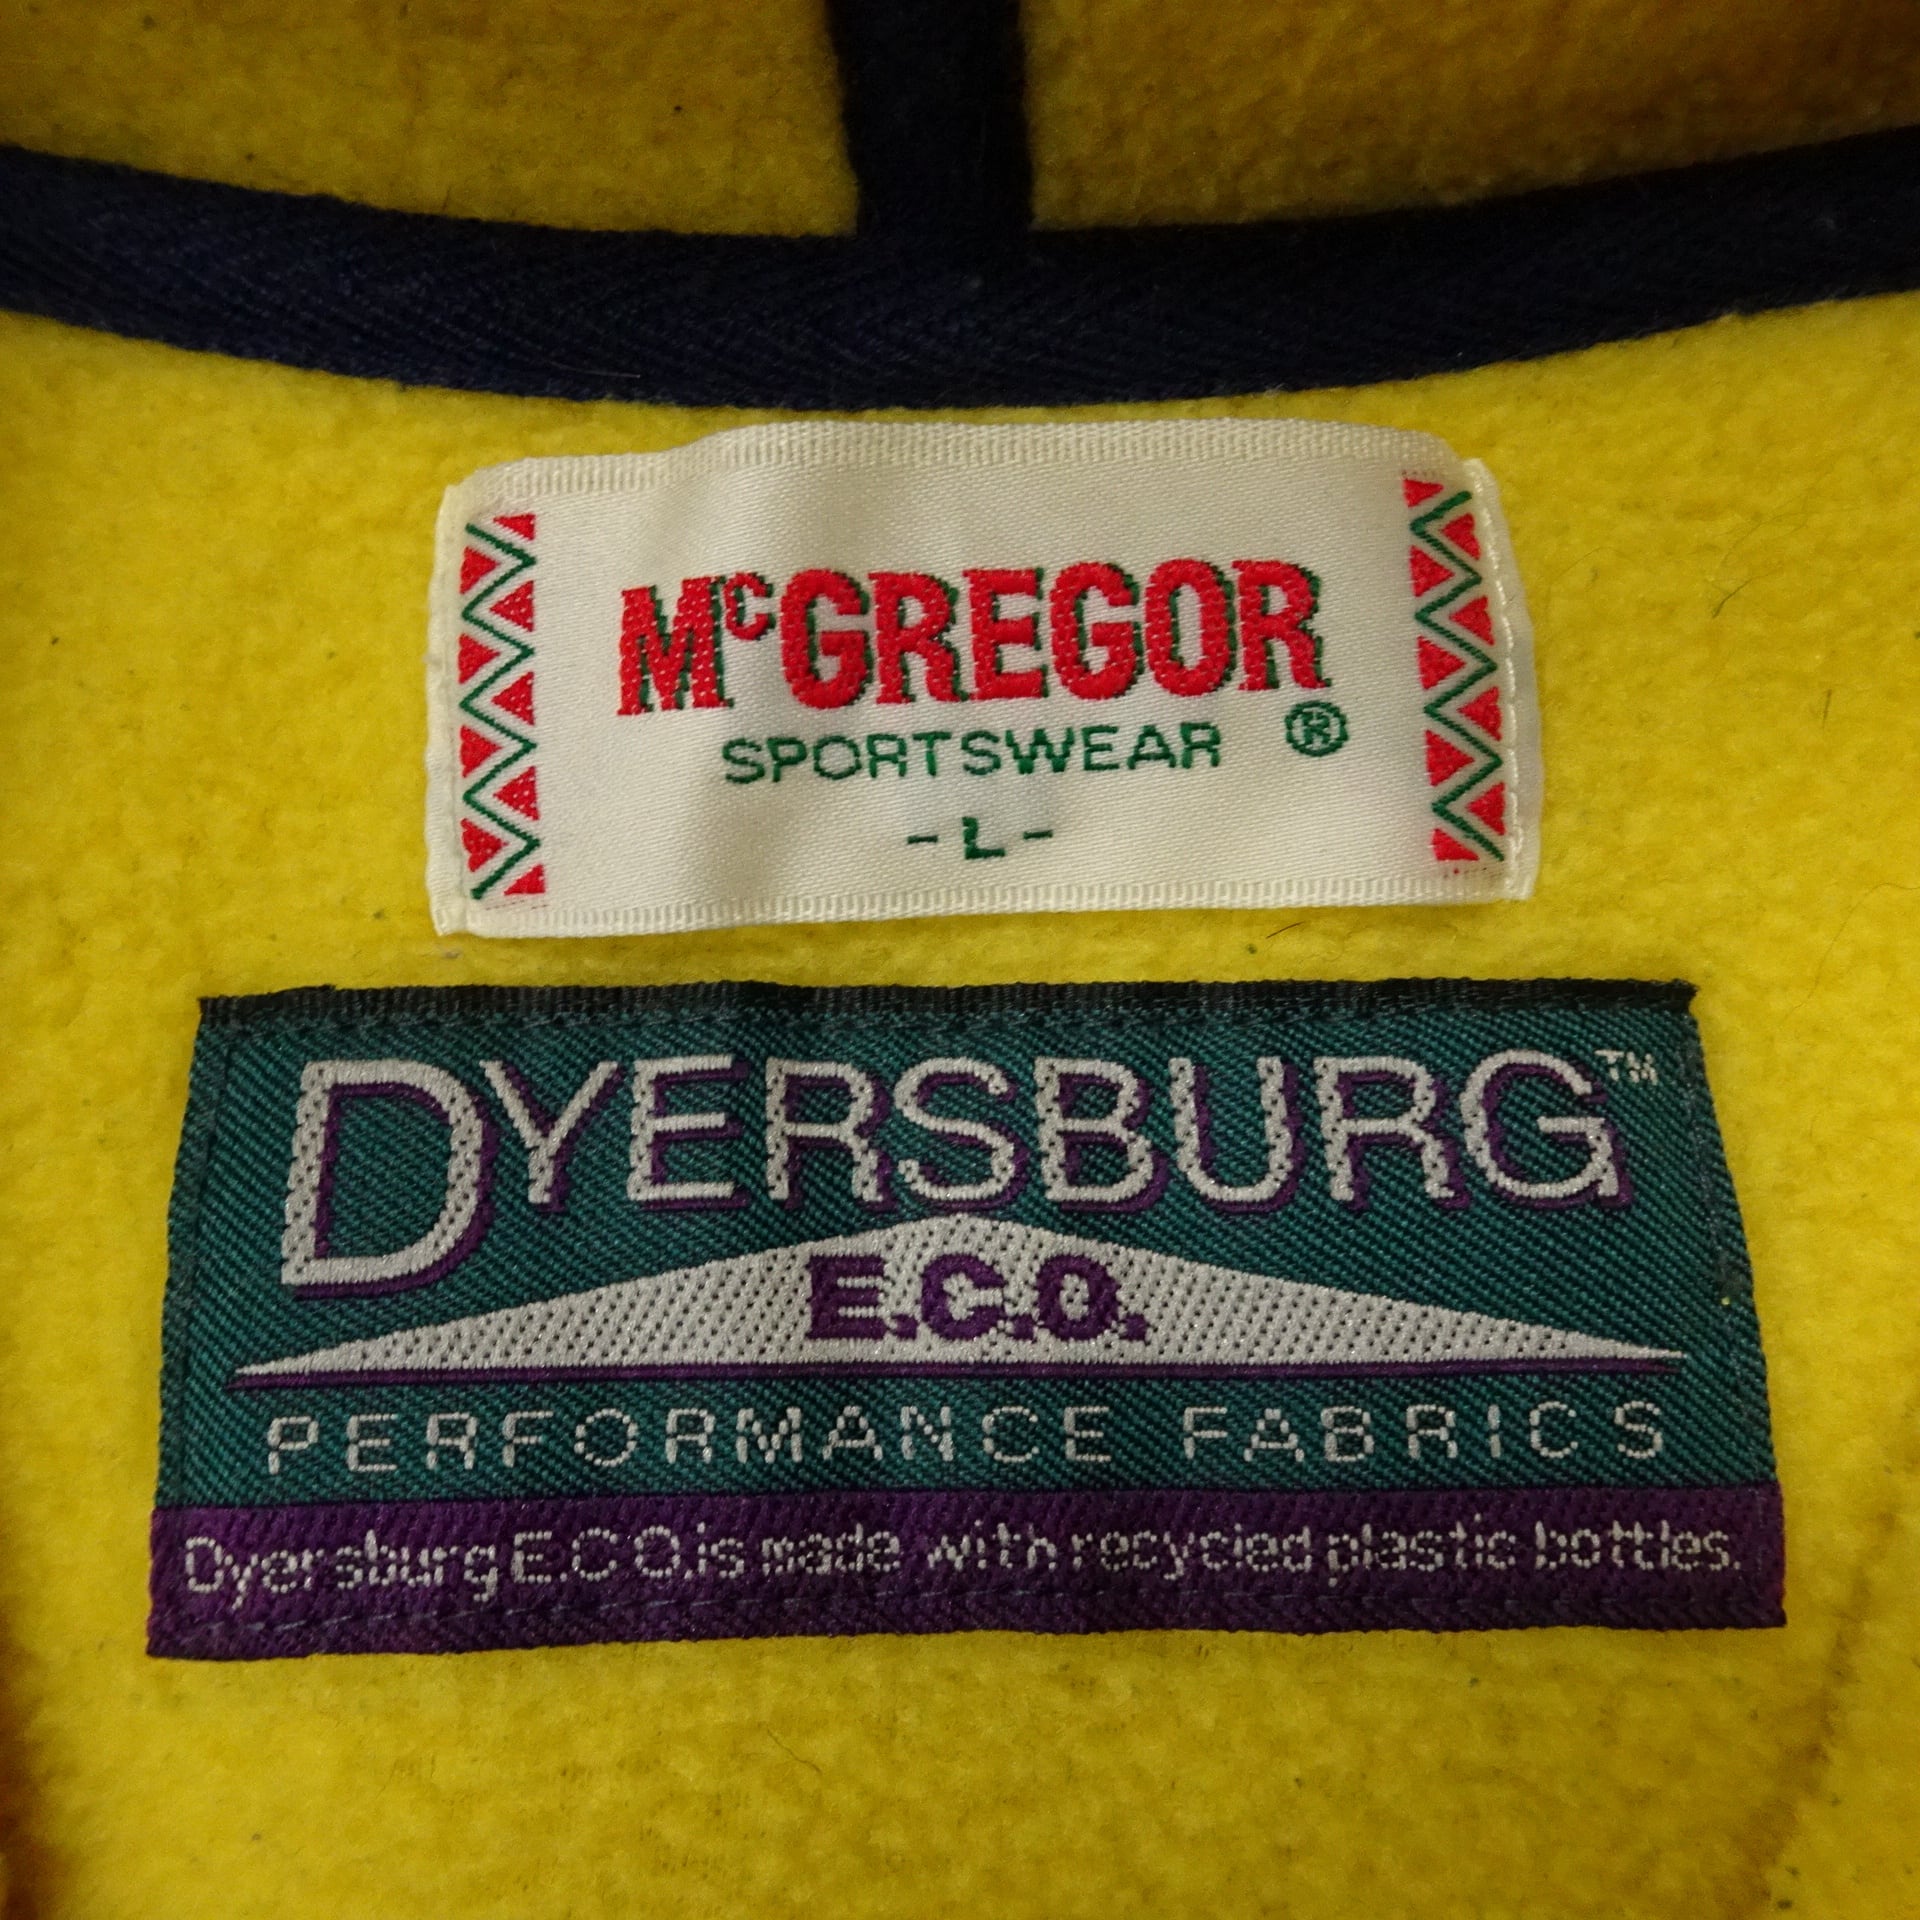 McGREGOR
SPORTSWEAR ®
- L -
DYERSBURG™
E.C.O.
PERFORMANCE FABRICS
Dyersburg E.C.O. is made with recycled plastic bottles.